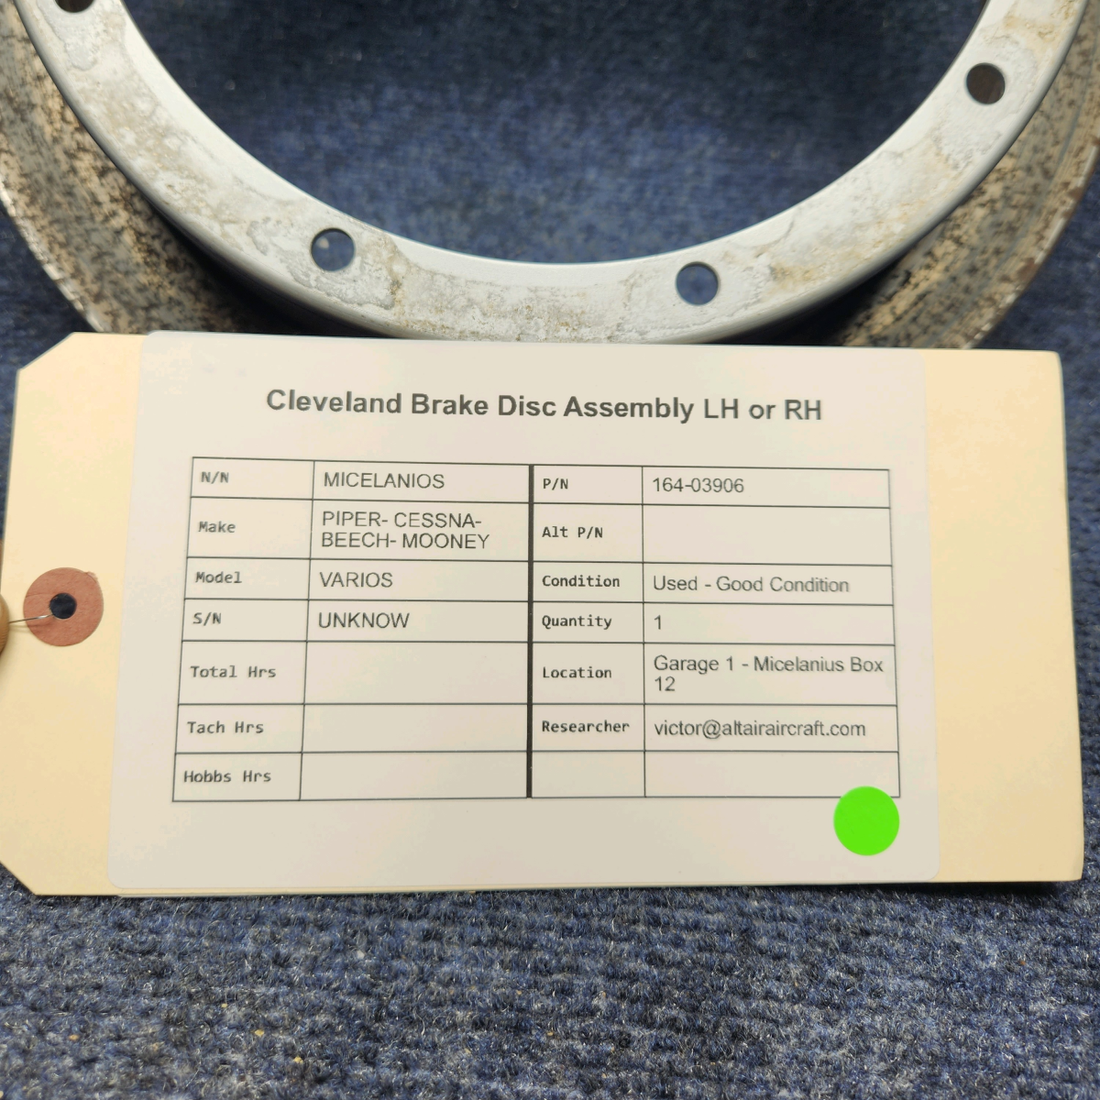 Cleveland Brake Disc Assembly LH or RH
N/N MICELANIOS P/N 164-03906
Make PIPER- CESSNA-
BEECH- MOONEY Alt P/N
Model VARIOS Condition Used - Good Condition
S/N UNKNOW Quantity 1
Total Hrs Location Garage 1 - Micelanius Box
12
Tach Hrs Researcher victor@altairaircraft.com
Hobbs Hrs